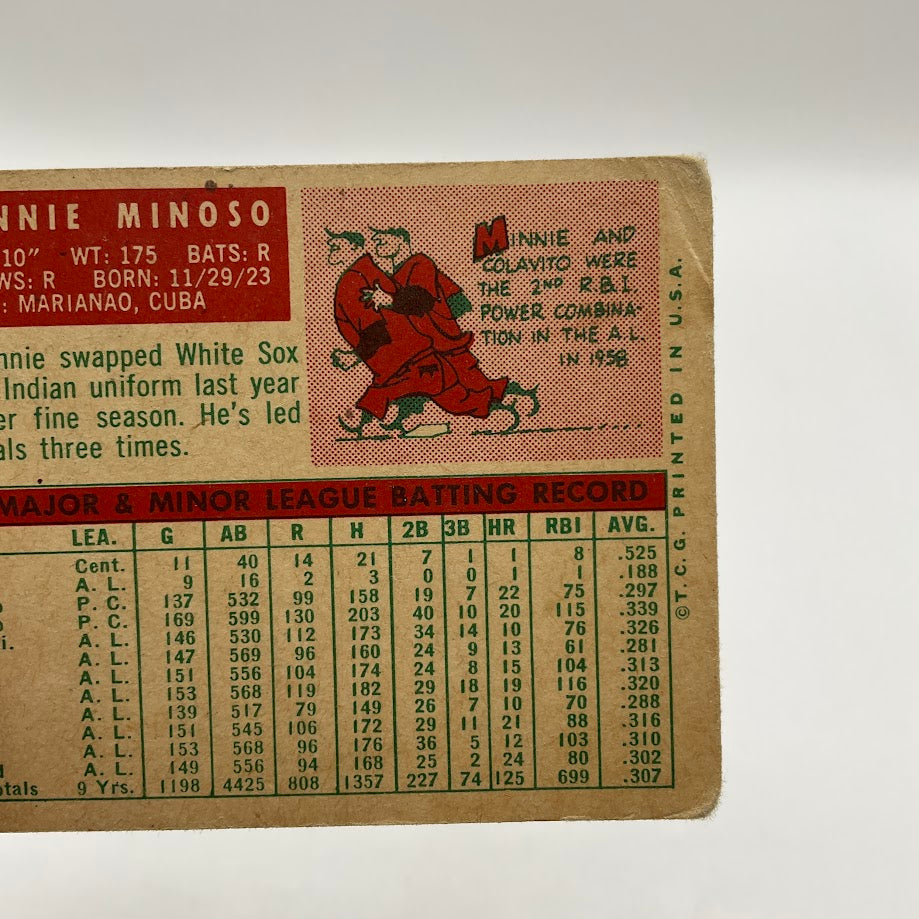 NNIE MINOSO
10" WT: 175 BATS: R
WS: R BORN: 11/29/23
: MARIANAO, CUBA
MINNIE AND
COLAVITO WERE
THE 2ND R.B.I.
POWER COMBINA-
TION IN THE A.L.
IN 1958
nnie swapped White Sox
Indian uniform last year
er fine season. He's led
als three times.
MAJOR & MINOR LEAGUE BATTING RECORD
LEA. G AB R H 2B 3B HR RBI AVG.
Cent. 11 40 14 21 7 1 1 8 .525
A. L. 9 16 2 3 0 0 1 1 .188
P. C. 137 532 99 158 19 7 22 75 .297
o P. C. 169 599 130 203 40 10 20 115 .339
i. A. L. 146 530 112 173 34 14 10 76 .326
A. L. 147 569 96 160 24 9 13 61 .281
A. L. 151 556 104 174 24 8 15 104 .313
A. L. 153 568 119 182 29 18 19 116 .320
A. L. 139 517 79 149 26 7 10 70 .288
A. L. 151 545 106 172 29 11 21 88 .316
A. L. 153 568 96 176 36 5 12 103 .310
d A. L. 149 556 94 168 25 2 24 80 .302
otals 9 Yrs. 1198 4425 808 1357 227 74 125 699 .307
©T.C.G. PRINTED IN U.S.A.